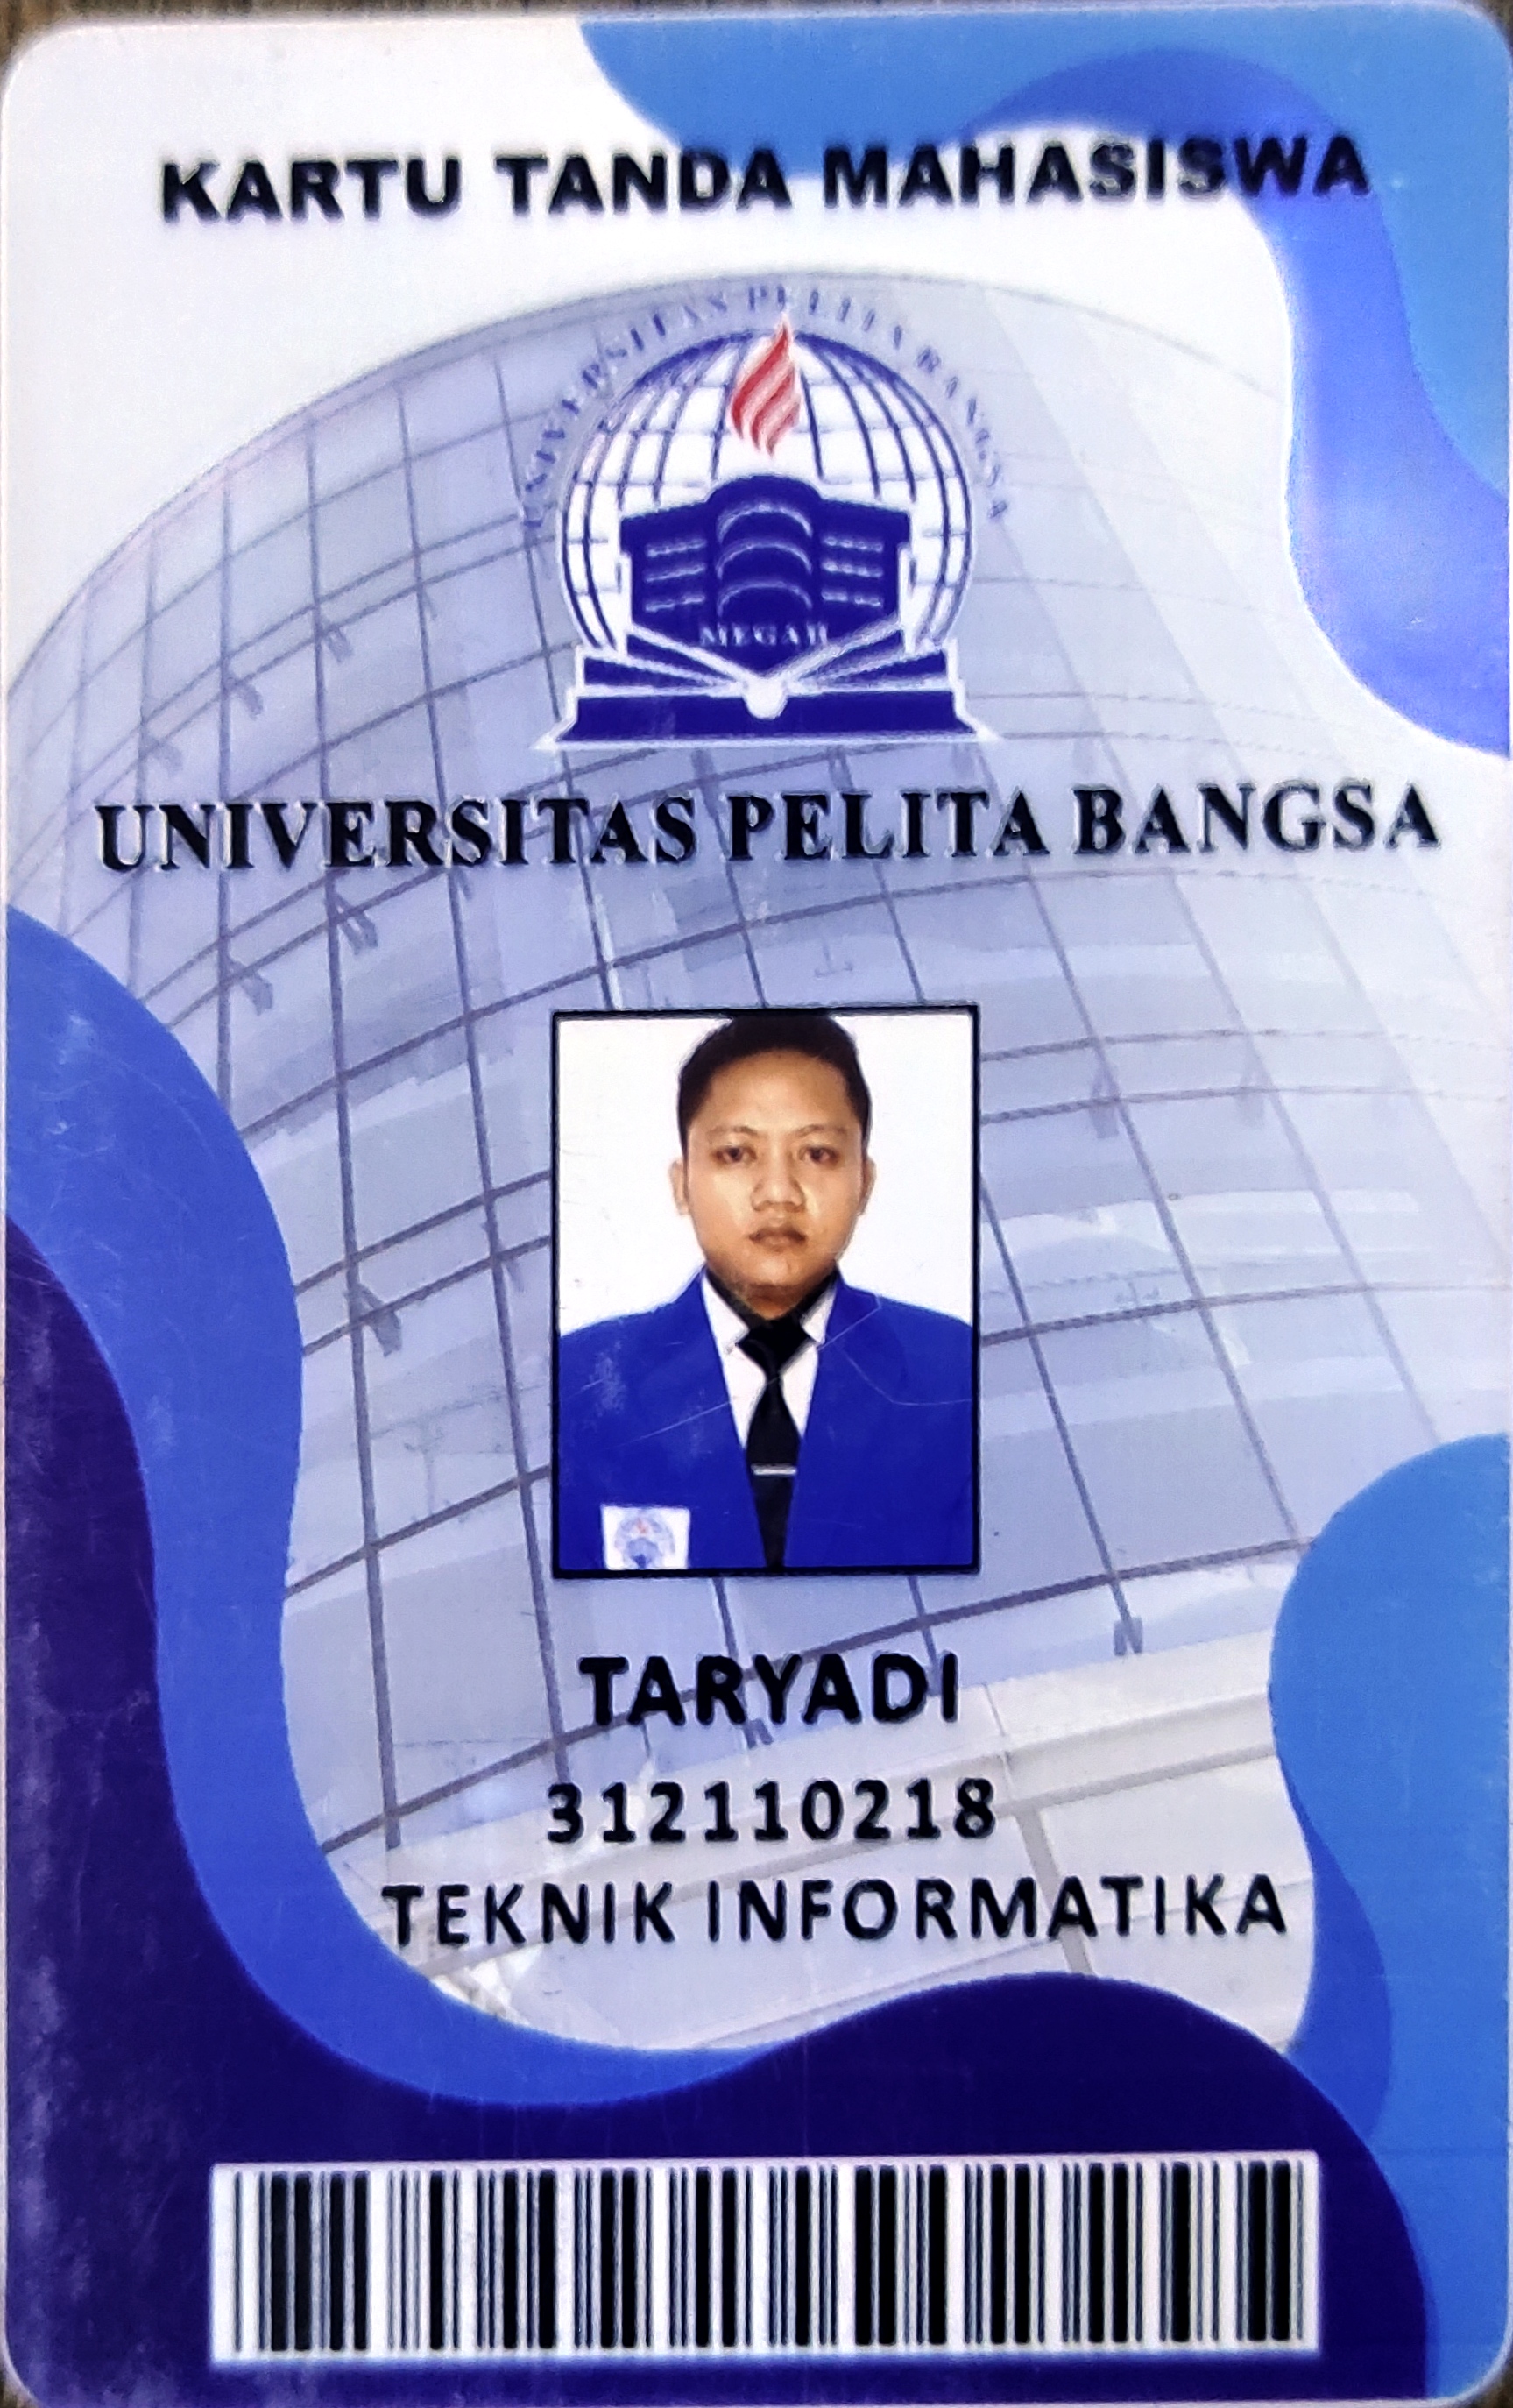 KARTU TANDA MAHASISWA
UNIVERSITAS PELITA BANGSA
MEGAH
UNIVERSITAS PELITA BANGSA
TARYADI
312110218
TEKNIK INFORMATIKA